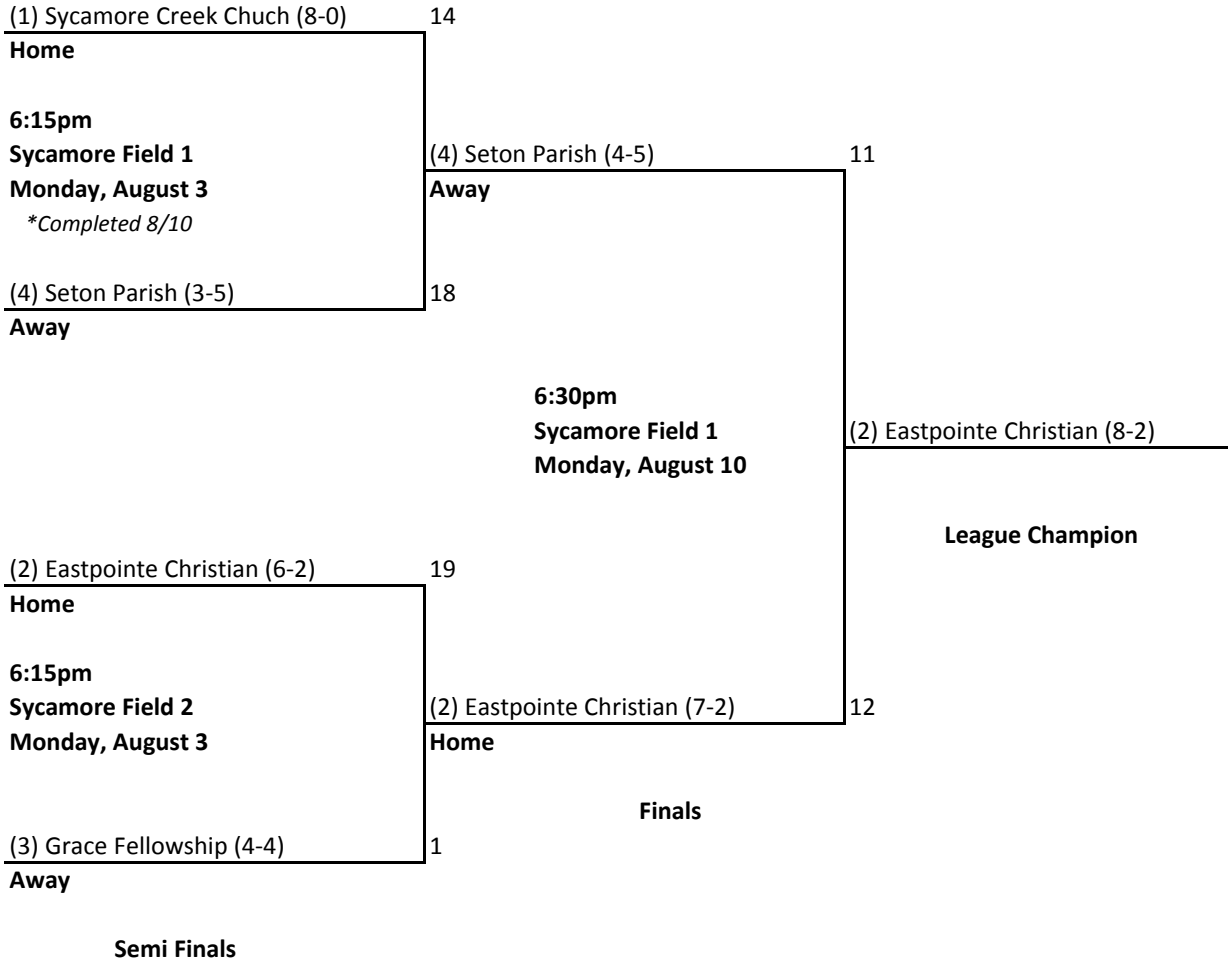 (1) Sycamore Creek Chuch (8-0) 14
Home
6:15pm
Sycamore Field 1
Monday, August 3
*Completed 8/10
(4) Seton Parish (3-5) 18
Away
(4) Seton Parish (4-5) 11
Away
6:30pm
Sycamore Field 1
Monday, August 10
(2) Eastpointe Christian (8-2)
League Champion
(2) Eastpointe Christian (6-2) 19
Home
6:15pm
Sycamore Field 2
Monday, August 3
(2) Eastpointe Christian (7-2) 12
Home
Finals
(3) Grace Fellowship (4-4) 1
Away
Semi Finals